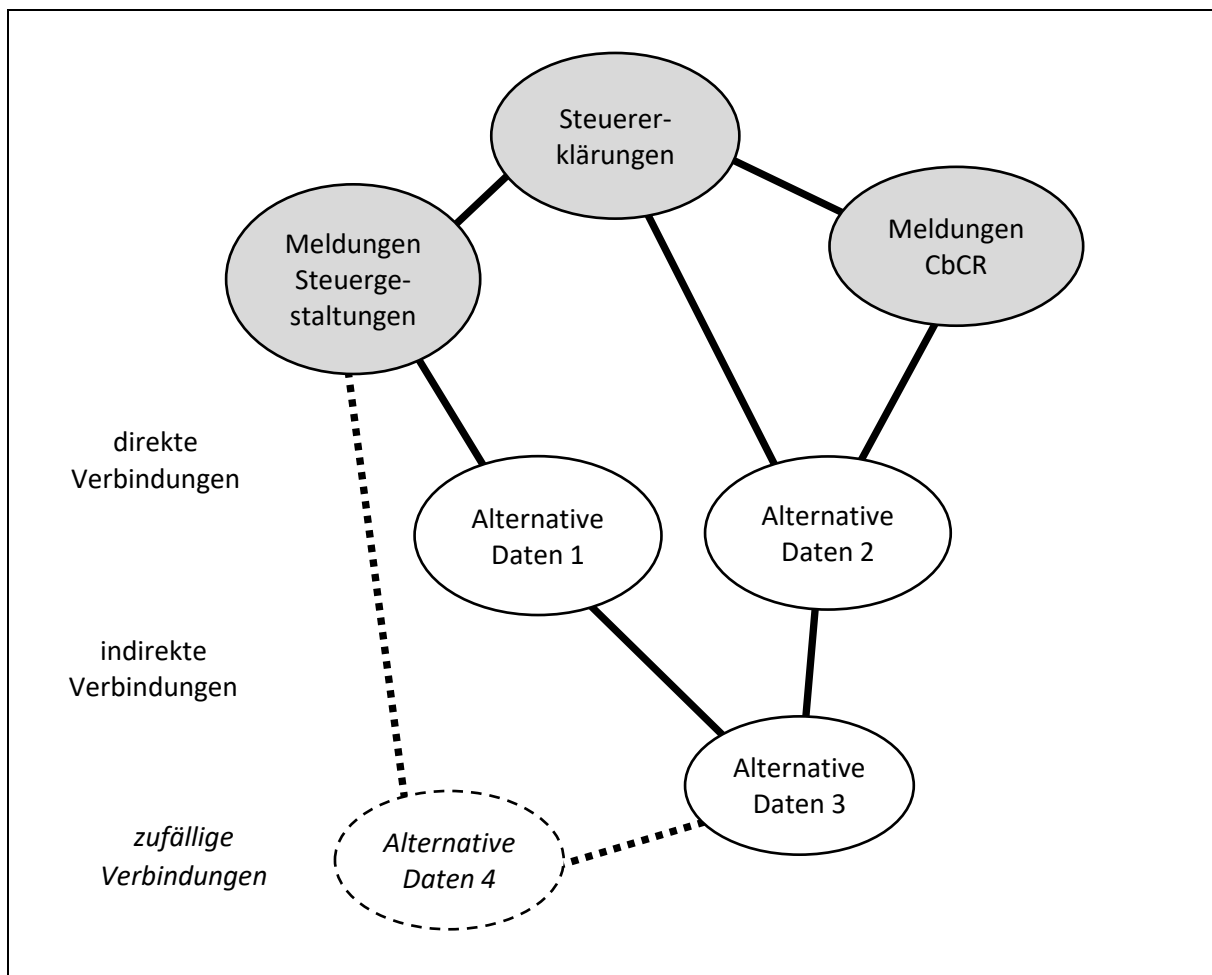 Steuerer-
klärungen
Meldungen
Steuerge-
staltungen
Meldungen
CbCR
direkte
Verbindungen
Alternative
Daten 1
Alternative
Daten 2
indirekte
Verbindungen
Alternative
Daten 3
zufällige
Verbindungen
Alternative
Daten 4